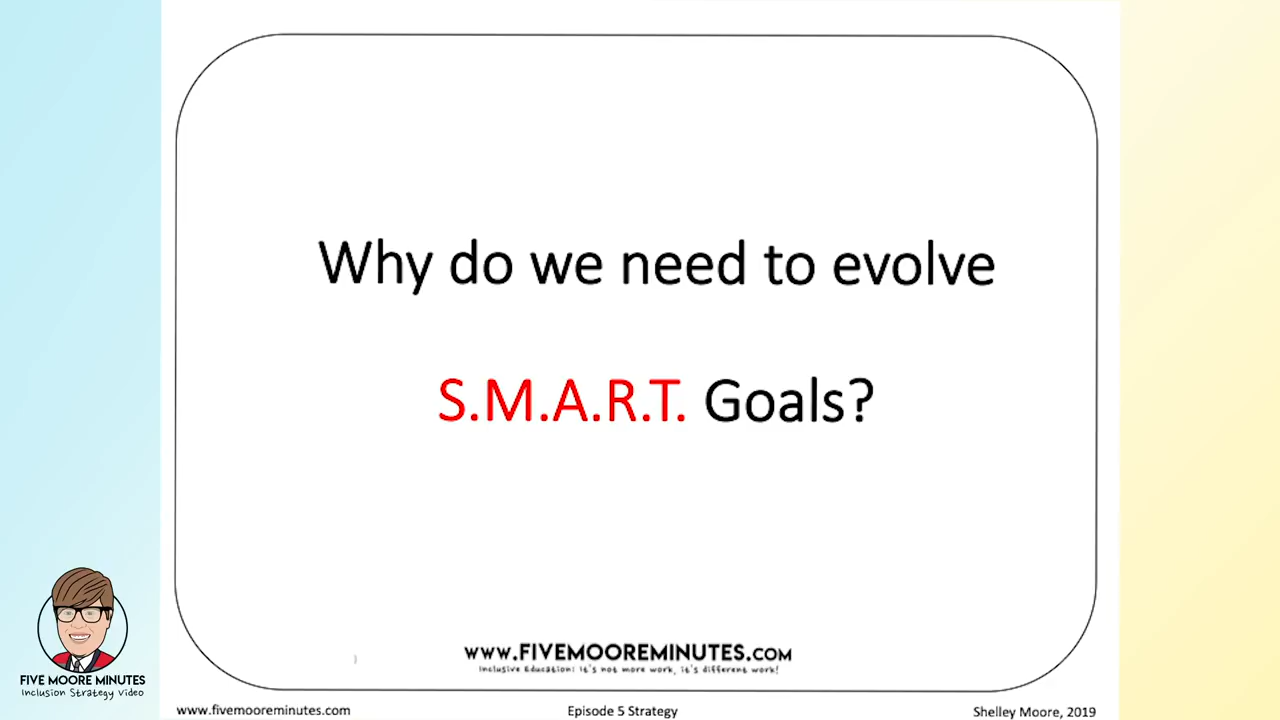 Why do we need to evolve
S.M.A.R.T. Goals?
WWW.FIVEMOOREMINUTES.COM
Inclusive Education: It's not more work, it's different work!
FIVE MOORE MINUTES
Inclusion Strategy Video
www.fivemooreminutes.com
Episode 5 Strategy
Shelley Moore, 2019